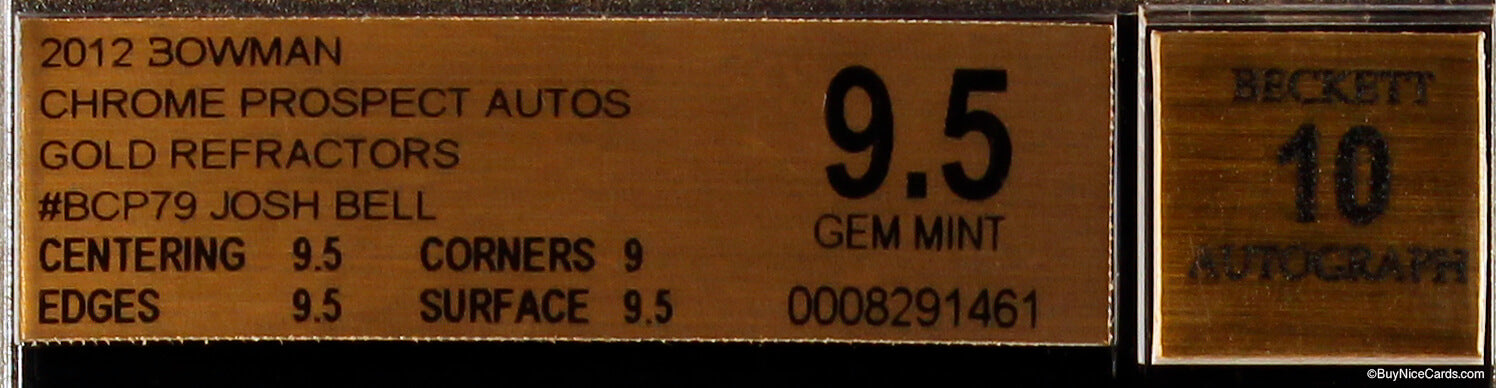 2012 BOWMAN
CHROME PROSPECT AUTOS
GOLD REFRACTORS
#BCP79 JOSH BELL
CENTERING 9.5 CORNERS 9
EDGES 9.5 SURFACE 9.5
9.5
GEM MINT
0008291461
BECKETT
10
AUTOGRAPH
©BuyNiceCards.com